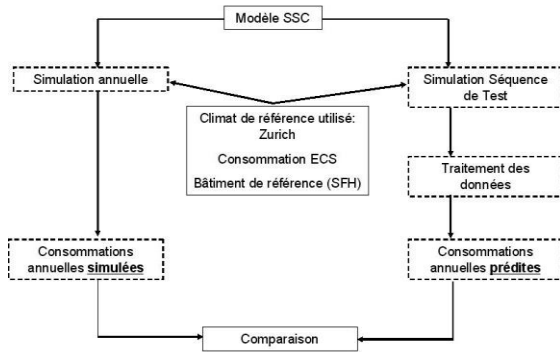 Modèle SSC
Simulation annuelle
Simulation Séquence
de Test
Climat de référence utilisé:
Zurich
Consommation ECS
Bâtiment de référence (SFH)
Traitement des
données
Consommations
annuelles simulées
Consommations
annuelles prédites
Comparaison